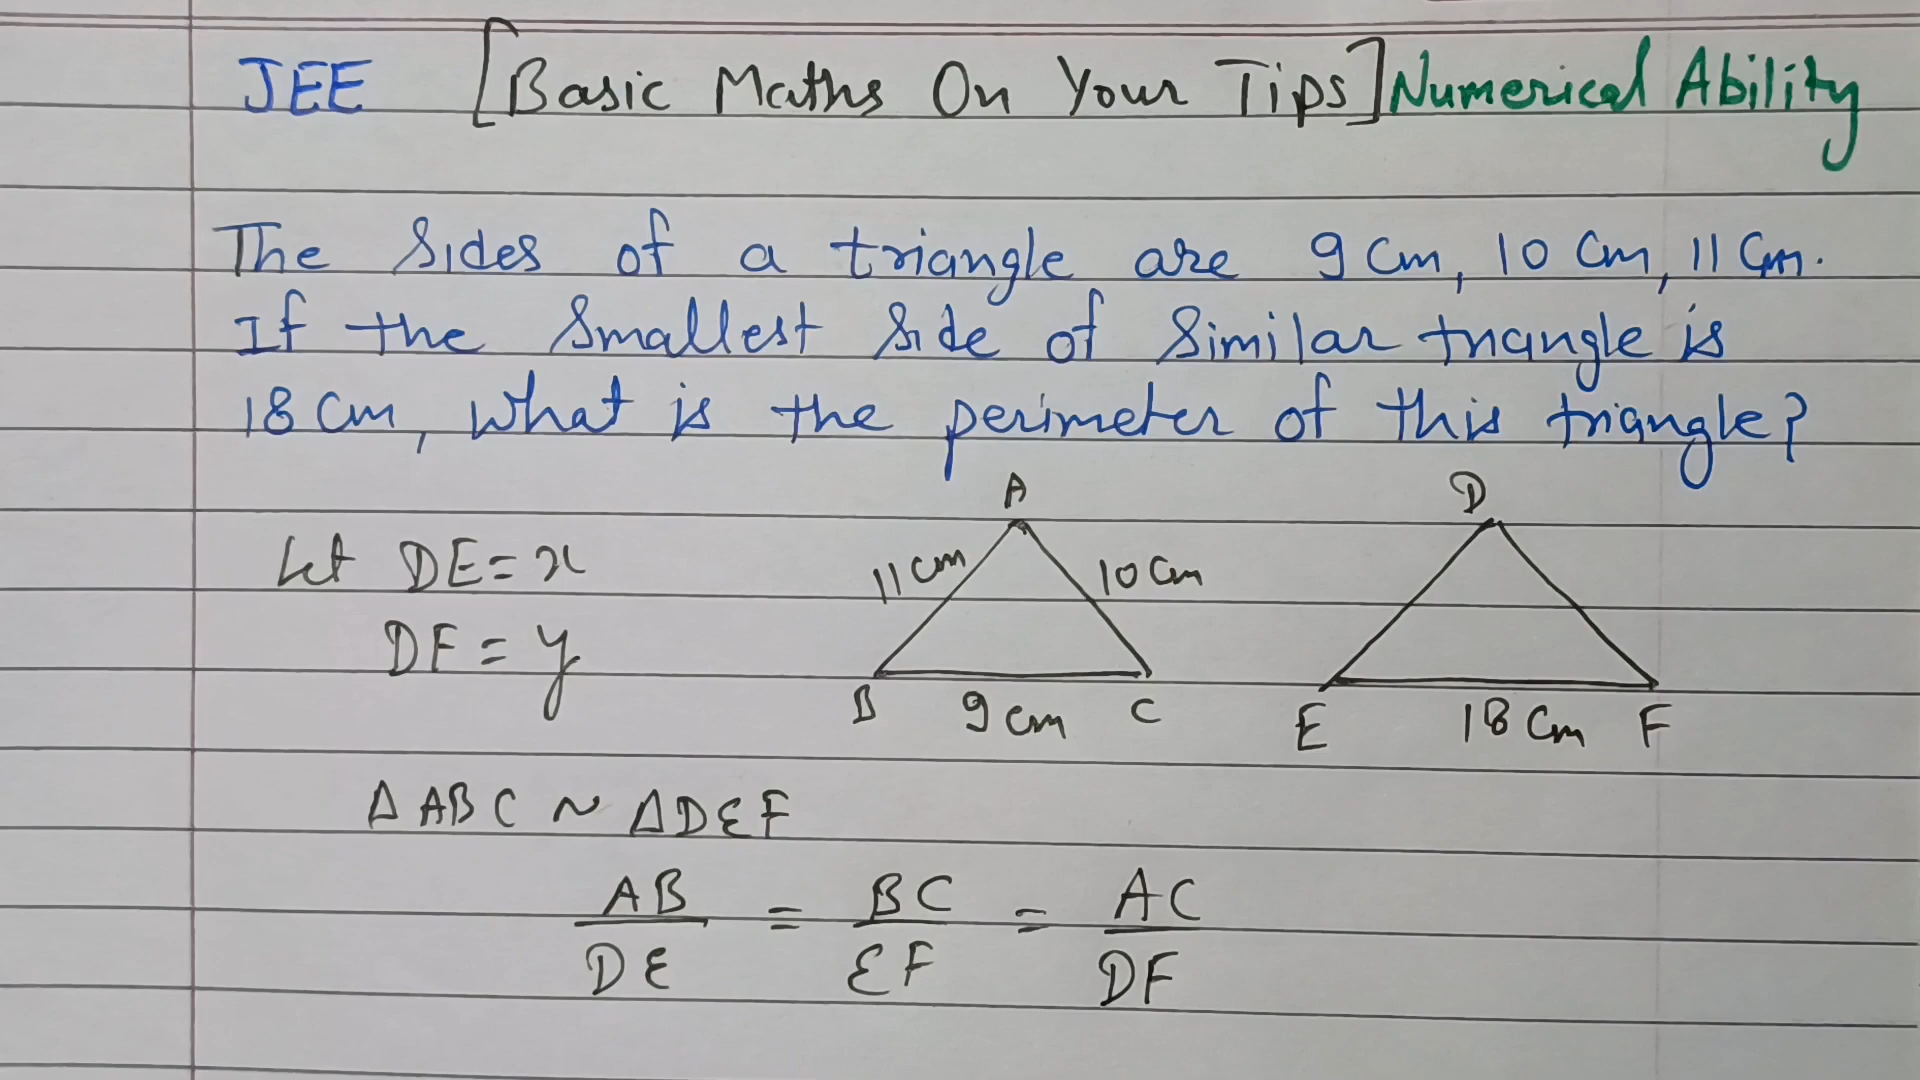 JEE [Basic Maths On Your Tips] Numerical Ability
The Sides of a triangle are 9 Cm, 10 Cm, 11 Cm.
If the Smallest Side of Similar triangle is
18 Cm, What is the perimeter of this triangle?
A D
Let DE = x 11 cm 10 Cm
DF = y
B 9 cm C E 18 Cm F
Δ ABC ~ ΔDEF
AB/DE = BC/EF = AC/DF